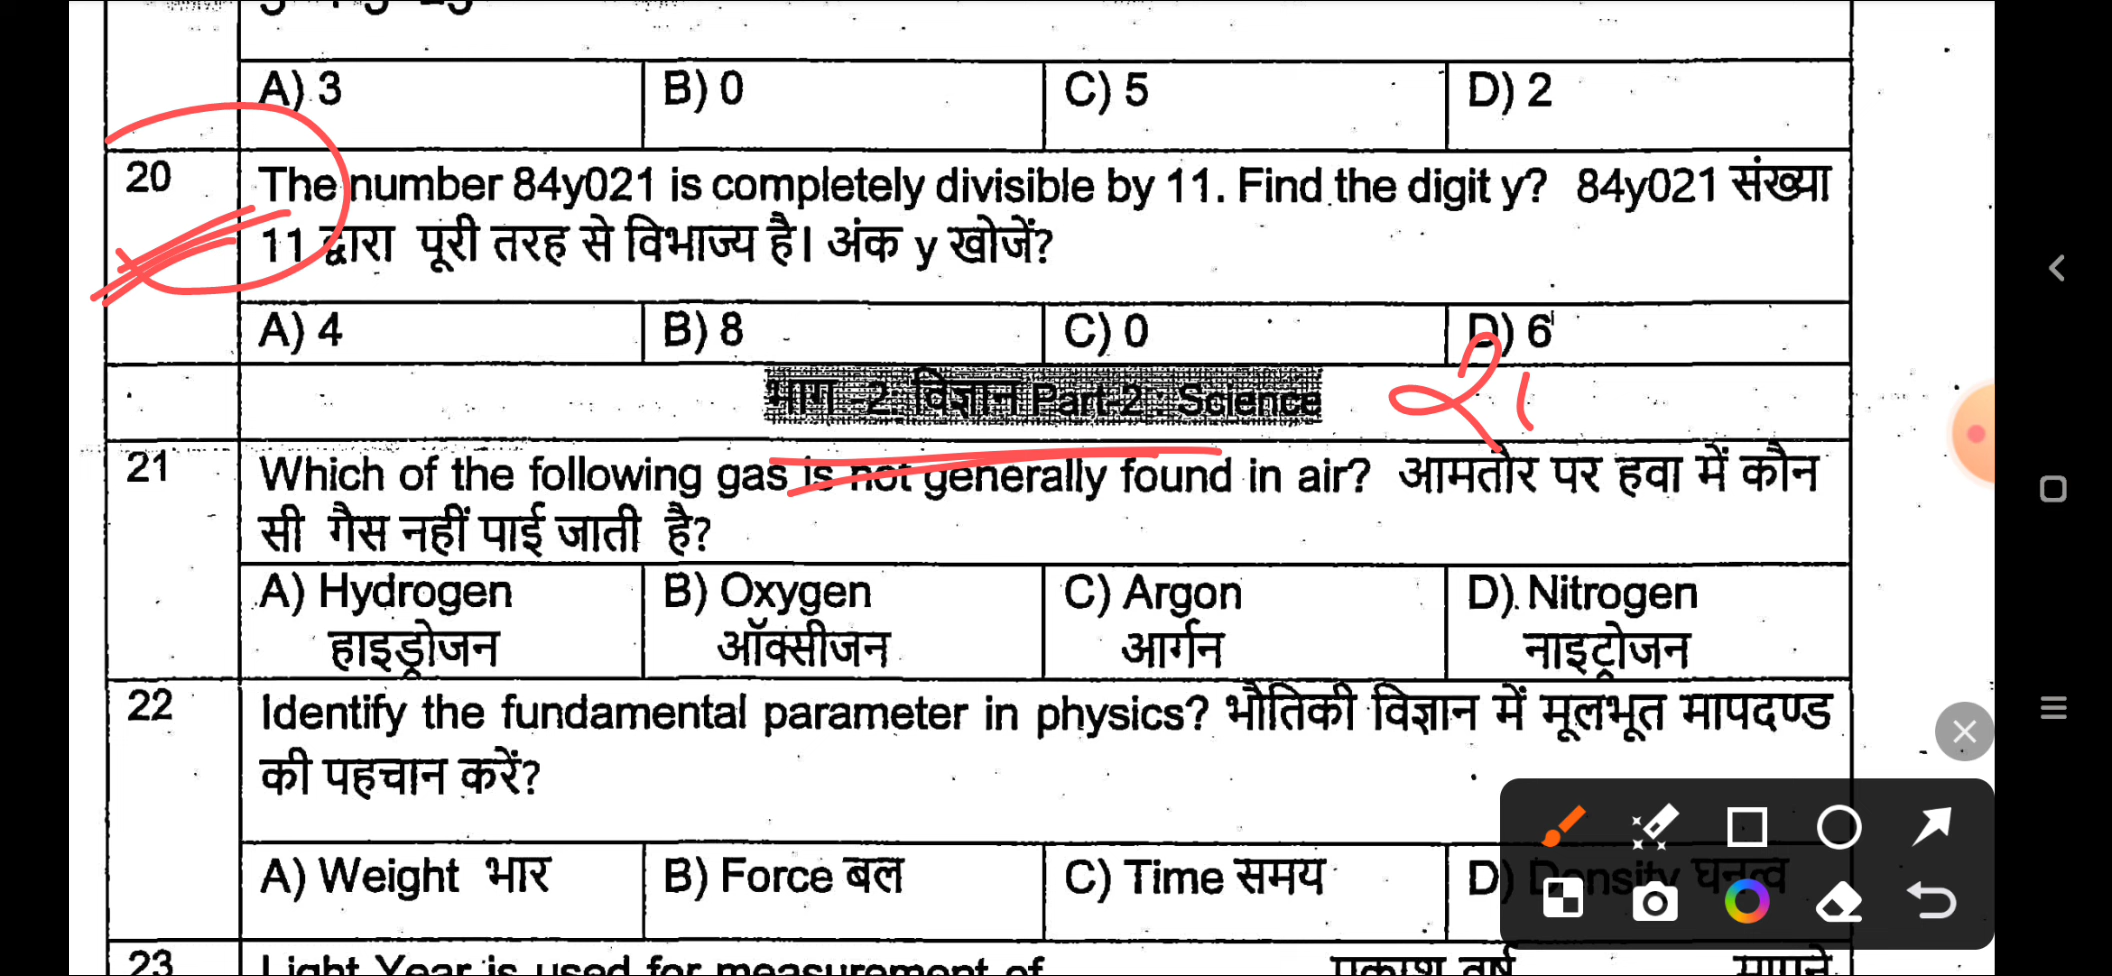 A) 3 B) 0 C) 5 D) 2
20 The number 84y021 is completely divisible by 11. Find the digit y? 84y021 संख्या
11 द्वारा पूरी तरह से विभाज्य है। अंक y खोजें?
A) 4 B) 8 C) 0 D) 6
भाग -2: विज्ञान Part-2 : Science
21
21 Which of the following gas is not generally found in air? आमतौर पर हवा में कौन
सी गैस नहीं पाई जाती है?
A) Hydrogen B) Oxygen C) Argon D) Nitrogen
हाइड्रोजन ऑक्सीजन आर्गन नाइट्रोजन
22 Identify the fundamental parameter in physics? भौतिकी विज्ञान में मूलभूत मापदण्ड
की पहचान करें?
A) Weight भार B) Force बल C) Time समय D) Density घनत्व
23 Light Year is used for measurement of प्रकाश वर्ष मापने